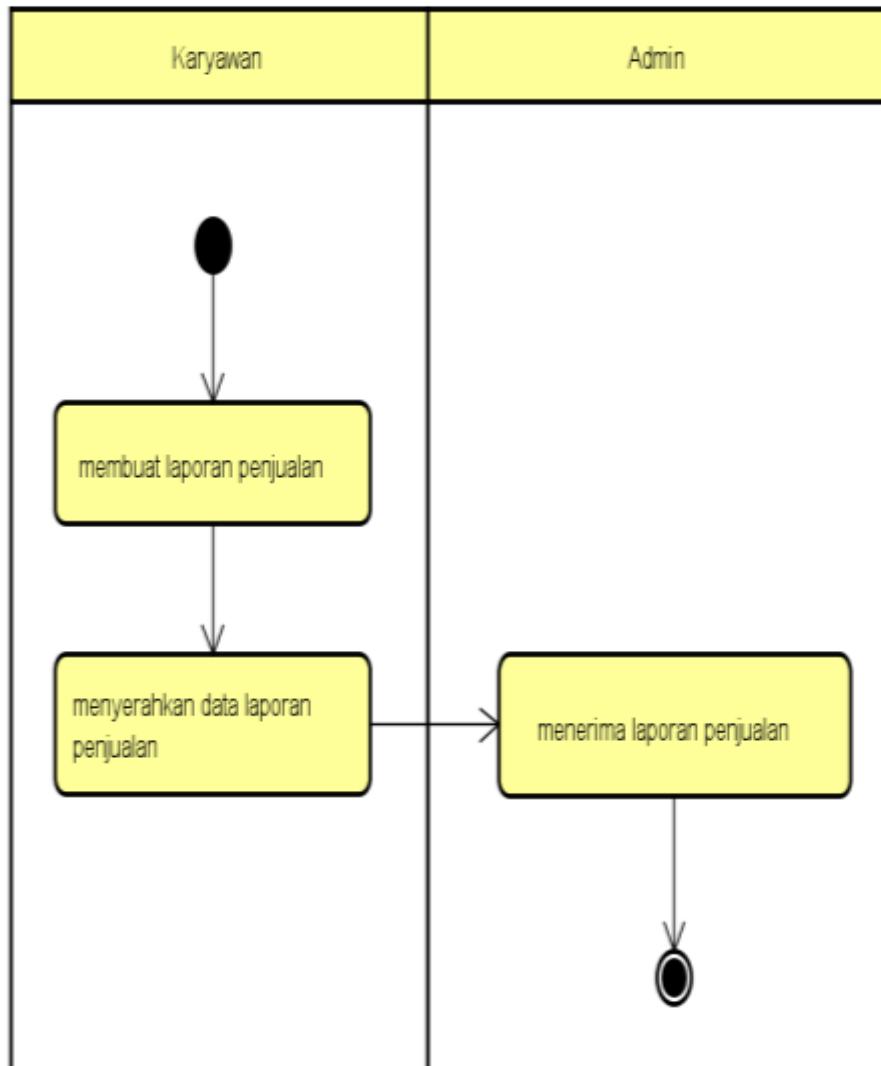 Karyawan
Admin
membuat laporan penjualan
menyerahkan data laporan
penjualan
menerima laporan penjualan